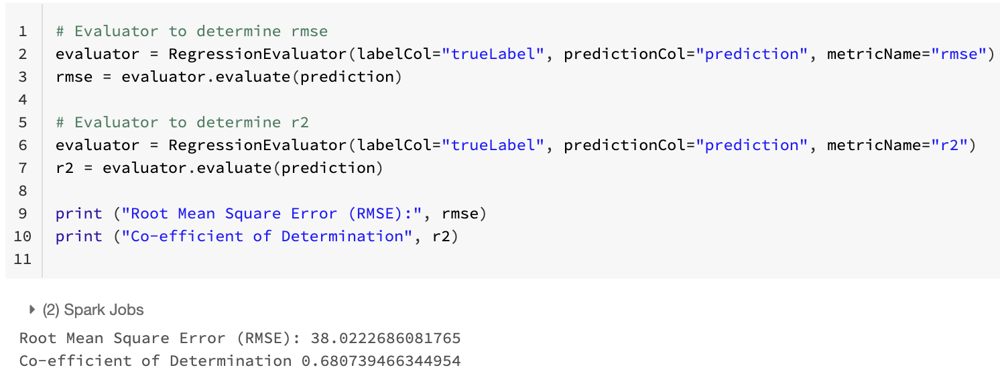 1 # Evaluator to determine rmse
2 evaluator = RegressionEvaluator(labelCol="trueLabel", predictionCol="prediction", metricName="rmse")
3 rmse = evaluator.evaluate(prediction)
4
5 # Evaluator to determine r2
6 evaluator = RegressionEvaluator(labelCol="trueLabel", predictionCol="prediction", metricName="r2")
7 r2 = evaluator.evaluate(prediction)
8
9 print ("Root Mean Square Error (RMSE):", rmse)
10 print ("Co-efficient of Determination", r2)
11
(2) Spark Jobs
Root Mean Square Error (RMSE): 38.0222686081765
Co-efficient of Determination 0.680739466344954